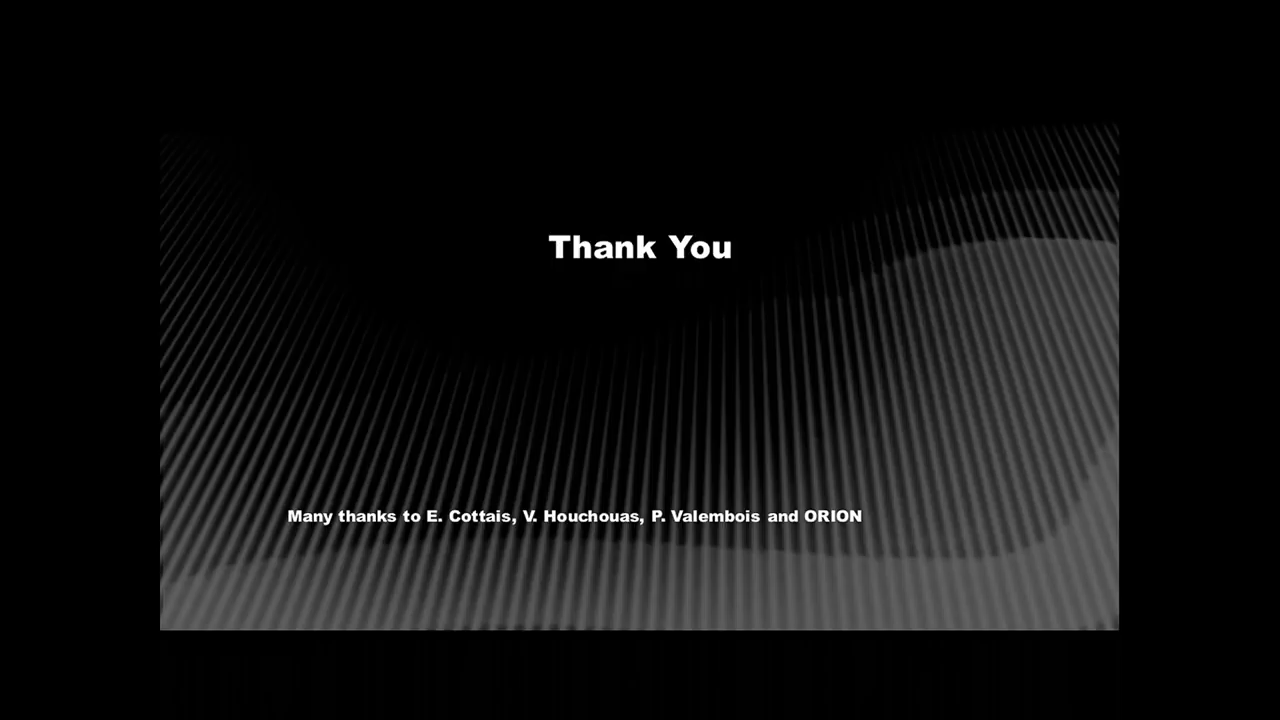 Thank You
Many thanks to E. Cottais, V. Houchouas, P. Valembois and ORION